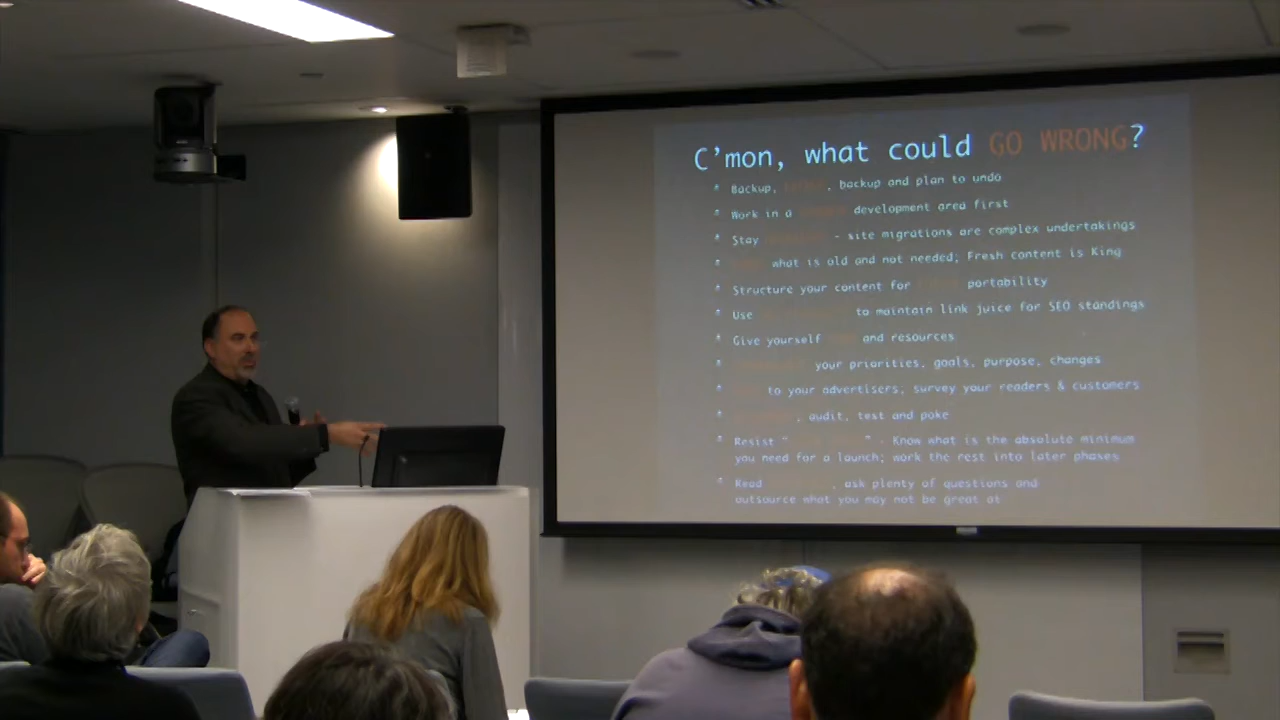 C'mon, what could GO WRONG?
* Backup, , backup and plan to undo
* Work in a development area first
* Stay - site migrations are complex undertakings
* what is old and not needed; Fresh content is King
* Structure your content for portability
* Use to maintain link juice for SEO standings
* Give yourself and resources
* your priorities, goals, purpose, changes
* to your advertisers; survey your readers & customers
* , audit, test and poke
* Resist " " - Know what is the absolute minimum
you need for a launch; work the rest into later phases
* Read , ask plenty of questions and
outsource what you may not be great at